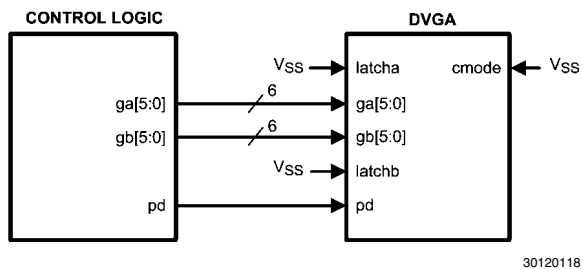 CONTROL LOGIC
DVGA
VSS
latcha
cmode
VSS
ga[5:0]
6
ga[5:0]
gb[5:0]
6
gb[5:0]
VSS
latchb
pd
pd
30120118